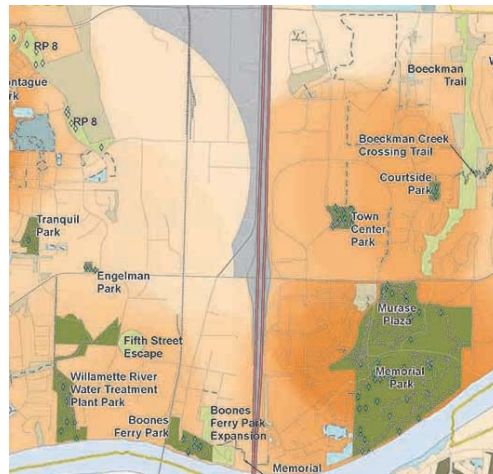 RP 8
ontague
rk
RP 8
Tranquil
Park
Engelman
Park
Fifth Street
Escape
Willamette River
Water Treatment
Plant Park
Boones
Ferry Park
Boones
Ferry Park
Expansion
Memorial
Boeckman
Trail
W
Boeckman Creek
Crossing Trail
Courtside
Park
Town
Center
Park
Murase
Plaza
Memorial
Park